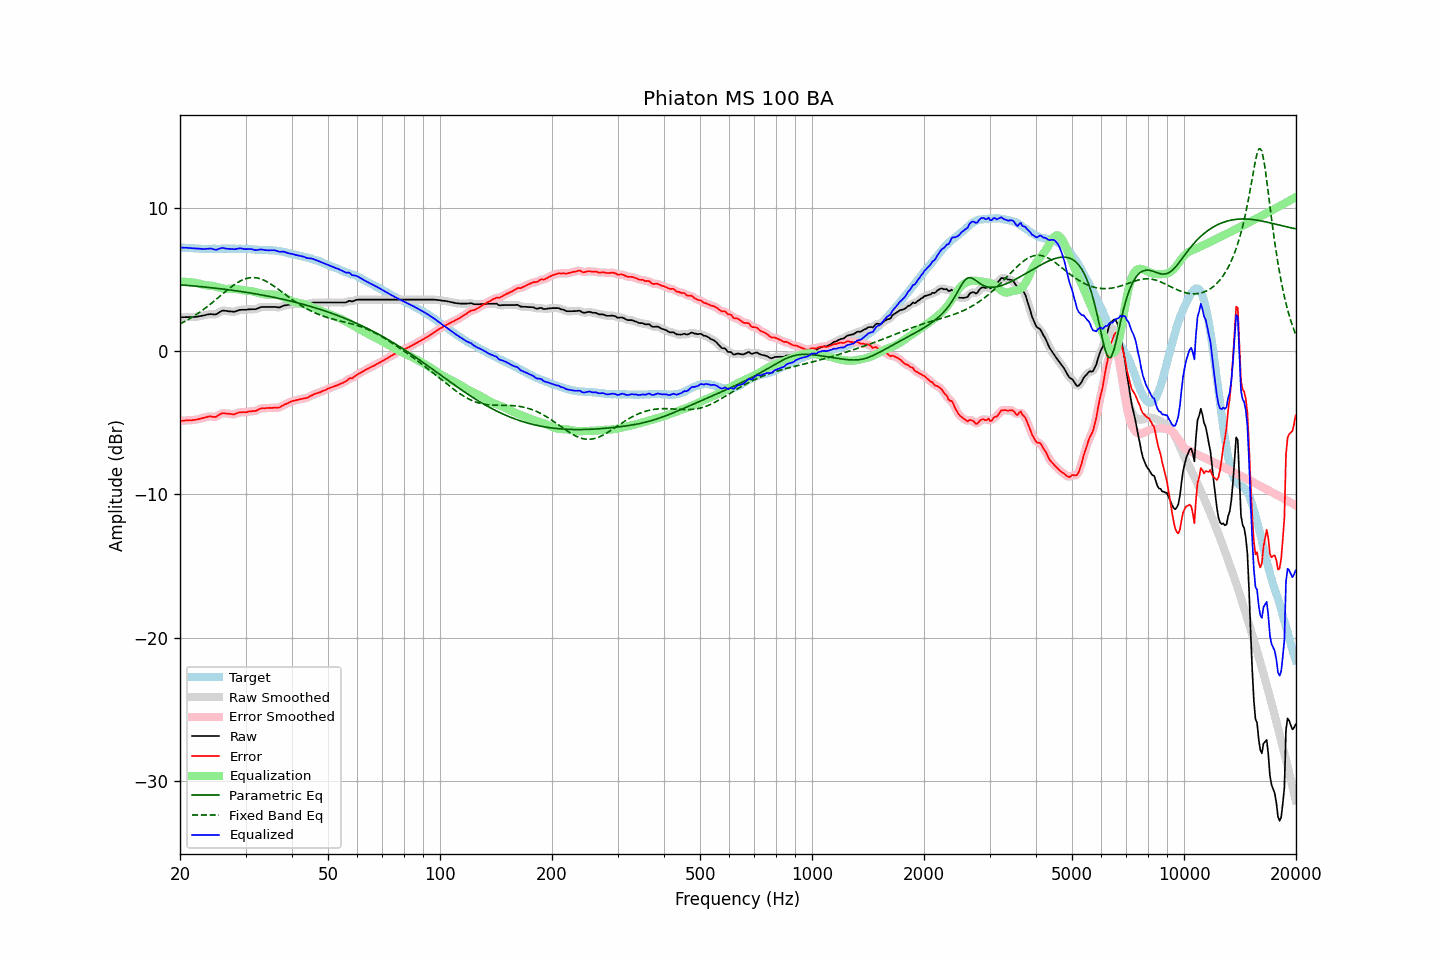 Phiaton MS 100 BA
Amplitude (dBr)
10
0
−10
−20
−30
Target
Raw Smoothed
Error Smoothed
Raw
Error
Equalization
Parametric Eq
Fixed Band Eq
Equalized
20 50 100 200 500 1000 2000 5000 10000 20000
Frequency (Hz)